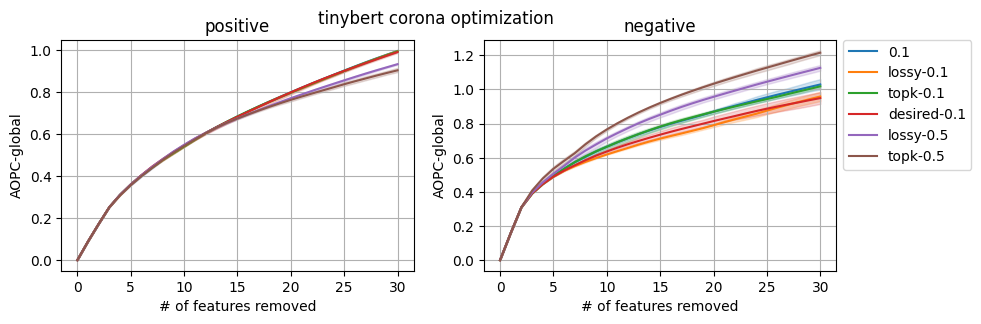 tinybert corona optimization
positive
negative
AOPC-global
1.0
0.8
0.6
0.4
0.2
0.0
0 5 10 15 20 25 30
# of features removed
AOPC-global
1.2
1.0
0.8
0.6
0.4
0.2
0.0
0 5 10 15 20 25 30
# of features removed
0.1
lossy-0.1
topk-0.1
desired-0.1
lossy-0.5
topk-0.5